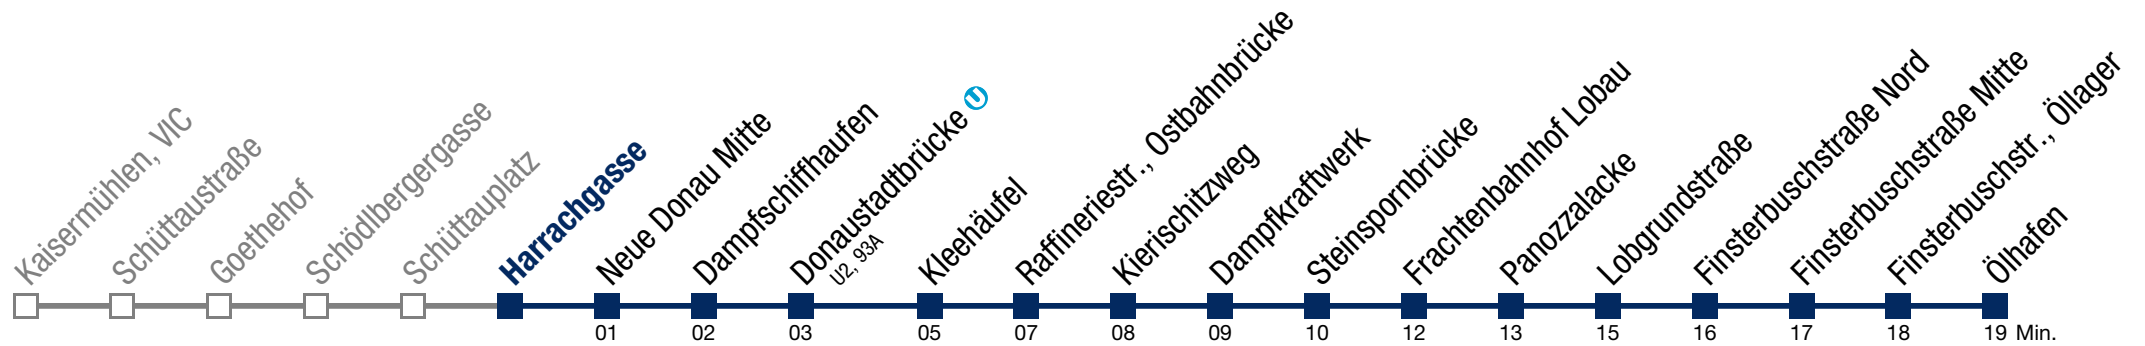 Kaisermühlen, VIC
Schüttaustraße
Goethehof
Schödlbergergasse
Schüttauplatz
Harrachgasse
Neue Donau Mitte
Dampfschiffhaufen
Donaustadtbrücke U
U2, 93A
Kleehäufel
Raffineriestr., Ostbahnbrücke
Kierischitzweg
Dampfkraftwerk
Steinspornbrücke
Frachtenbahnhof Lobau
Panozzalacke
Lobgrundstraße
Finsterbuschstraße Nord
Finsterbuschstraße Mitte
Finsterbuschstr., Öllager
Ölhafen
01 02 03 05 07 08 09 10 12 13 15 16 17 18 19 Min.